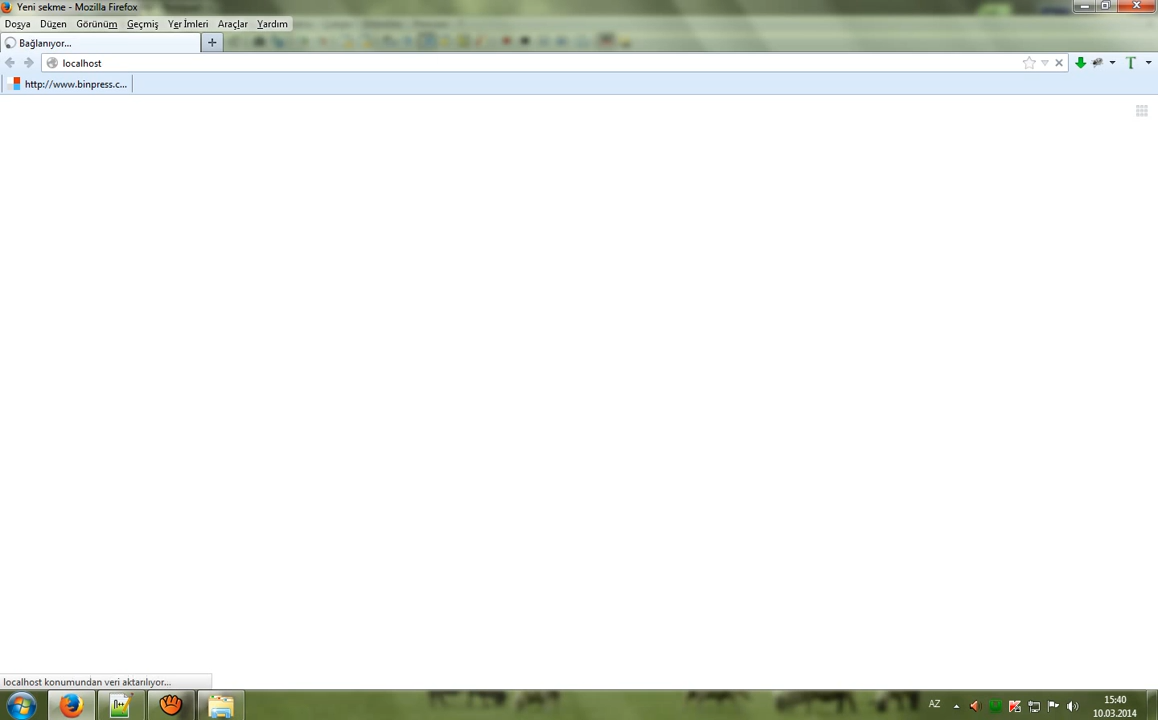 Yeni sekme - Mozilla Firefox
Dosya Düzen Görünüm Geçmiş Yer İmleri Araçlar Yardım
Bağlanıyor...
localhost
http://www.binpress.c...
localhost konumundan veri aktarılıyor...
AZ
15:40
10.03.2014